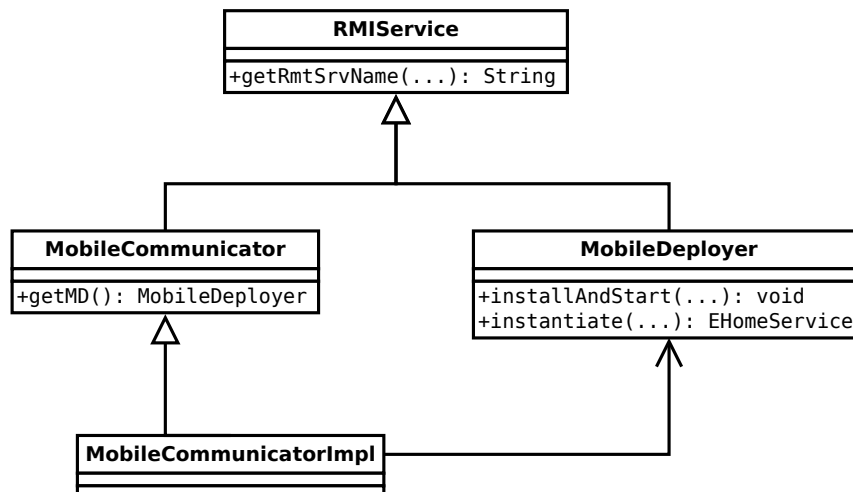 RMIService
+getRmtSrvName(...): String
MobileCommunicator
+getMD(): MobileDeployer
MobileDeployer
+installAndStart(...): void
+instantiate(...): EHomeService
MobileCommunicatorImpl